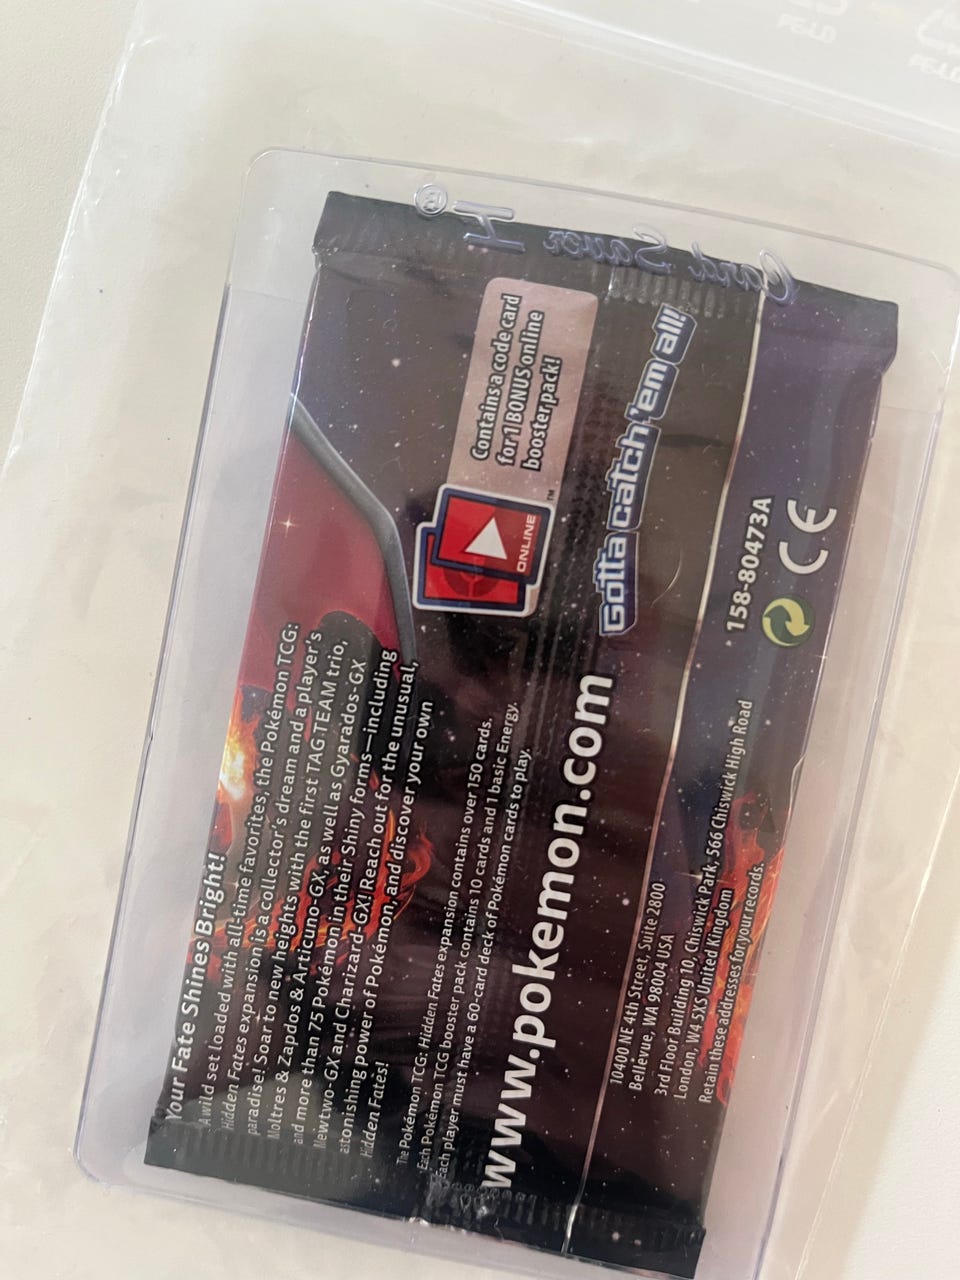 Your Fate Shines Bright!
A wild set loaded with all-time favorites, the Pokémon TCG:
Hidden Fates expansion is a collector's dream and a player's
paradise! Soar to new heights with the first TAG TEAM trio,
Moltres & Zapdos & Articuno-GX, as well as Gyarados-GX
and more than 75 Pokémon in their Shiny forms—including
Mewtwo-GX and Charizard-GX! Reach out for the unusual,
astonishing power of Pokémon, and discover your own
Hidden Fates!
The Pokémon TCG: Hidden Fates expansion contains over 150 cards.
Each Pokémon TCG booster pack contains 10 cards and 1 basic Energy.
Each player must have a 60-card deck of Pokémon cards to play.
www.pokemon.com
10400 NE 4th Street, Suite 2800
Bellevue, WA 98004 USA
3rd Floor Building 10, Chiswick Park, 566 Chiswick High Road
London, W4 5XS United Kingdom
Retain these addresses for your records.
ONLINE
TM
Contains a code card
for 1 BONUS online
booster pack!
Gotta catch 'em all!
158-80473A
CE
Card Saver I®
PE-LD
PE-LD